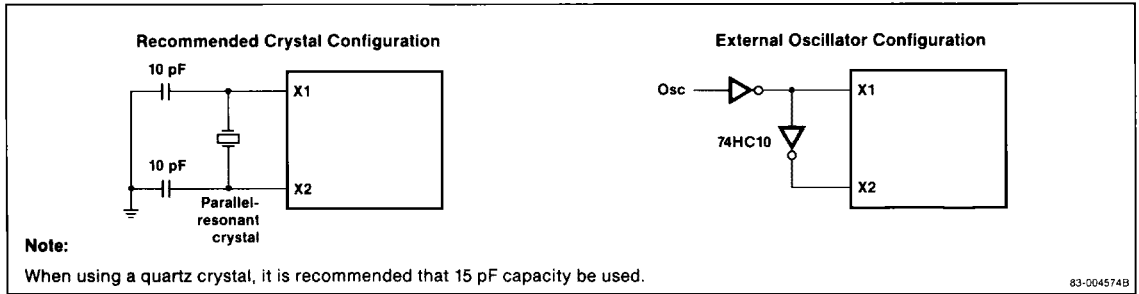 Recommended Crystal Configuration
10 pF
X1
10 pF
X2
Parallel-
resonant
crystal
External Oscillator Configuration
Osc
X1
74HC10
X2
Note:
When using a quartz crystal, it is recommended that 15 pF capacity be used.
83-004574B